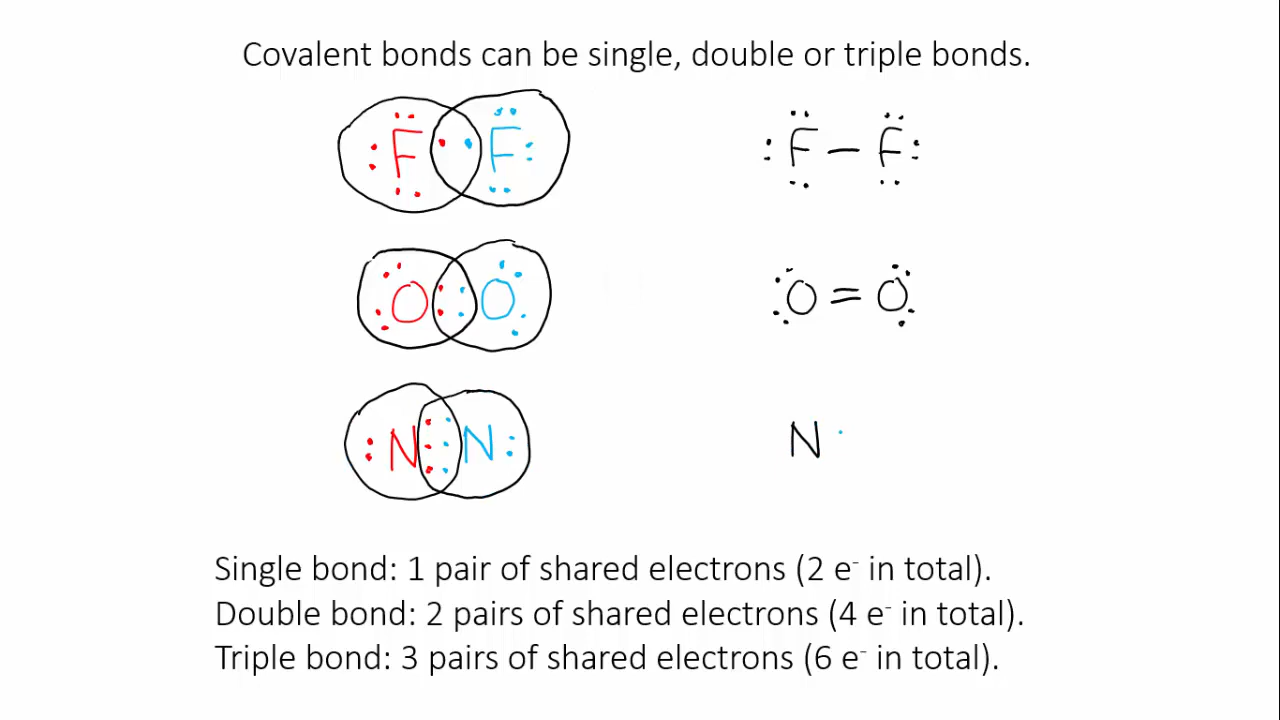 Covalent bonds can be single, double or triple bonds.
F F F – F
O O O = O
N N N
Single bond: 1 pair of shared electrons (2 e⁻ in total).
Double bond: 2 pairs of shared electrons (4 e⁻ in total).
Triple bond: 3 pairs of shared electrons (6 e⁻ in total).